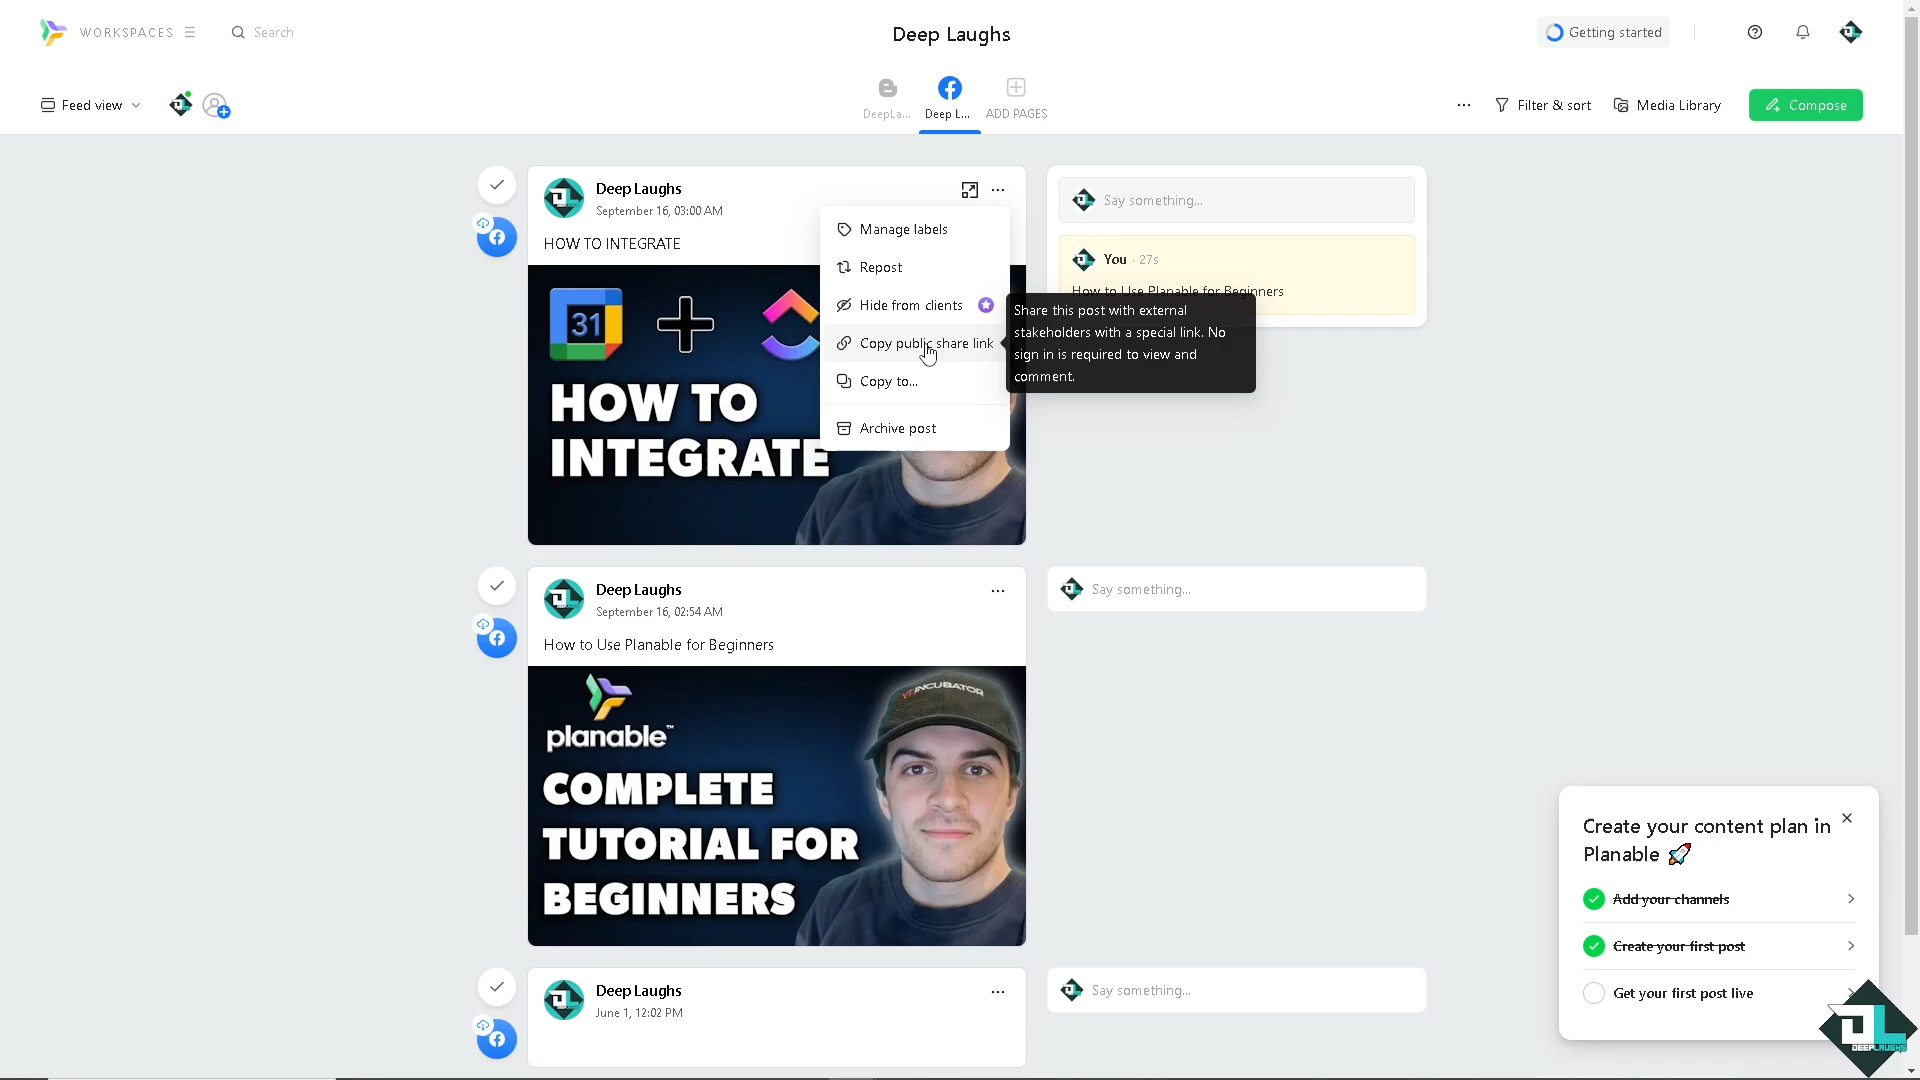 WORKSPACES
Search
Deep Laughs
Getting started
Feed view
DeepLa...
Deep L...
ADD PAGES
Filter & sort
Media Library
Compose
Deep Laughs
September 16, 03:00 AM
HOW TO INTEGRATE
31
HOW TO
INTEGRATE
Manage labels
Repost
Hide from clients
Copy public share link
Copy to...
Archive post
Share this post with external
stakeholders with a special link. No
sign in is required to view and
comment.
Say something...
You · 27s
How to Use Planable for Beginners
Deep Laughs
September 16, 02:54 AM
How to Use Planable for Beginners
YTINCUBATOR
planable™
COMPLETE
TUTORIAL FOR
BEGINNERS
Say something...
Deep Laughs
June 1, 12:02 PM
Say something...
Create your content plan in
Planable 🚀
Add your channels
Create your first post
Get your first post live
DEEPLAUGHS